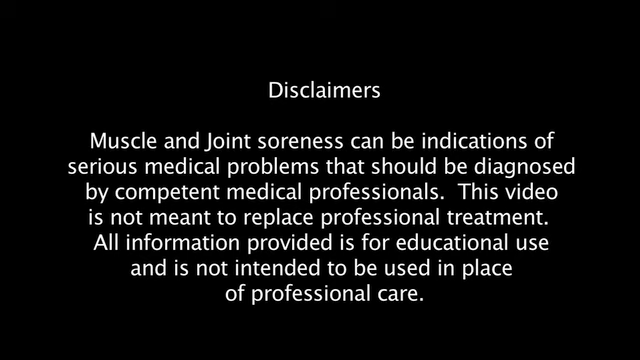 Disclaimers
Muscle and Joint soreness can be indications of
serious medical problems that should be diagnosed
by competent medical professionals.  This video
is not meant to replace professional treatment.
All information provided is for educational use
and is not intended to be used in place
of professional care.